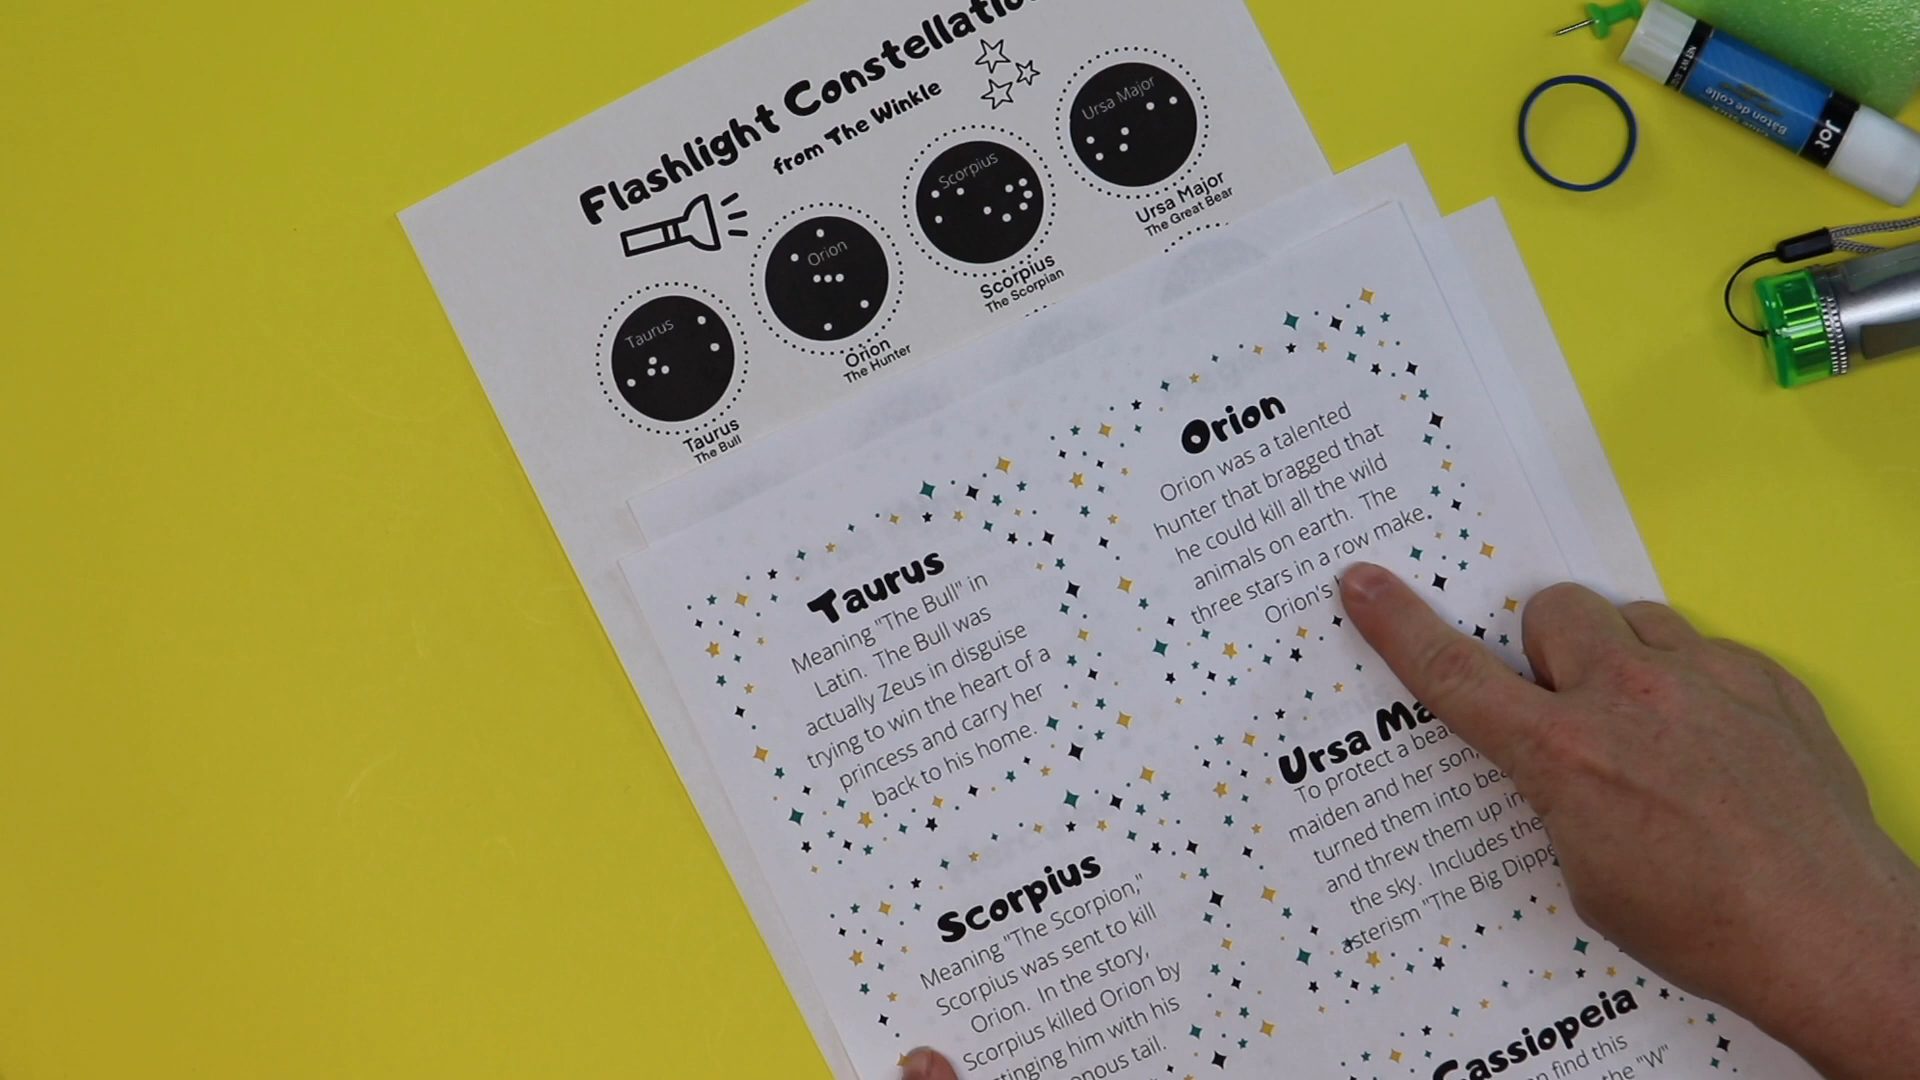 Flashlight
from The Winkle
Taurus
Taurus
The Bull
Orion
Orion
The Hunter
Scorpius
Scorpius
The Scorpian
Ursa Major
Ursa Major
The Great Bear
Taurus
Meaning "The Bull" in
Latin. The Bull was
actually Zeus in disguise
trying to win the heart of a
princess and carry her
back to his home.
Orion
Orion was a talented
hunter that bragged that
he could kill all the wild
animals on earth. The
three stars in a row make
Orion's
Scorpius
Meaning "The Scorpion,"
Scorpius was sent to kill
Orion. In the story,
Scorpius killed Orion by
stinging him with his
tail.
Ursa
To protect a
maiden and her son,
turned them into
and threw them up in
the sky. Includes the
asterism "The Big
Cassiopeia
find this
the "W"
Bâton de colle
Jot